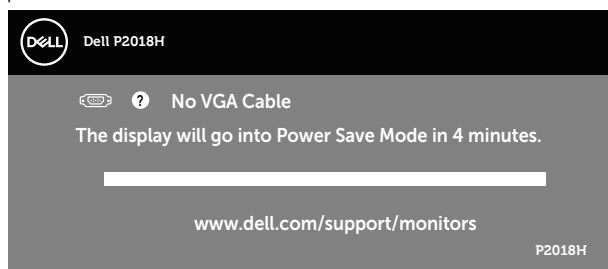 DELL
Dell P2018H
? No VGA Cable
The display will go into Power Save Mode in 4 minutes.
www.dell.com/support/monitors
P2018H